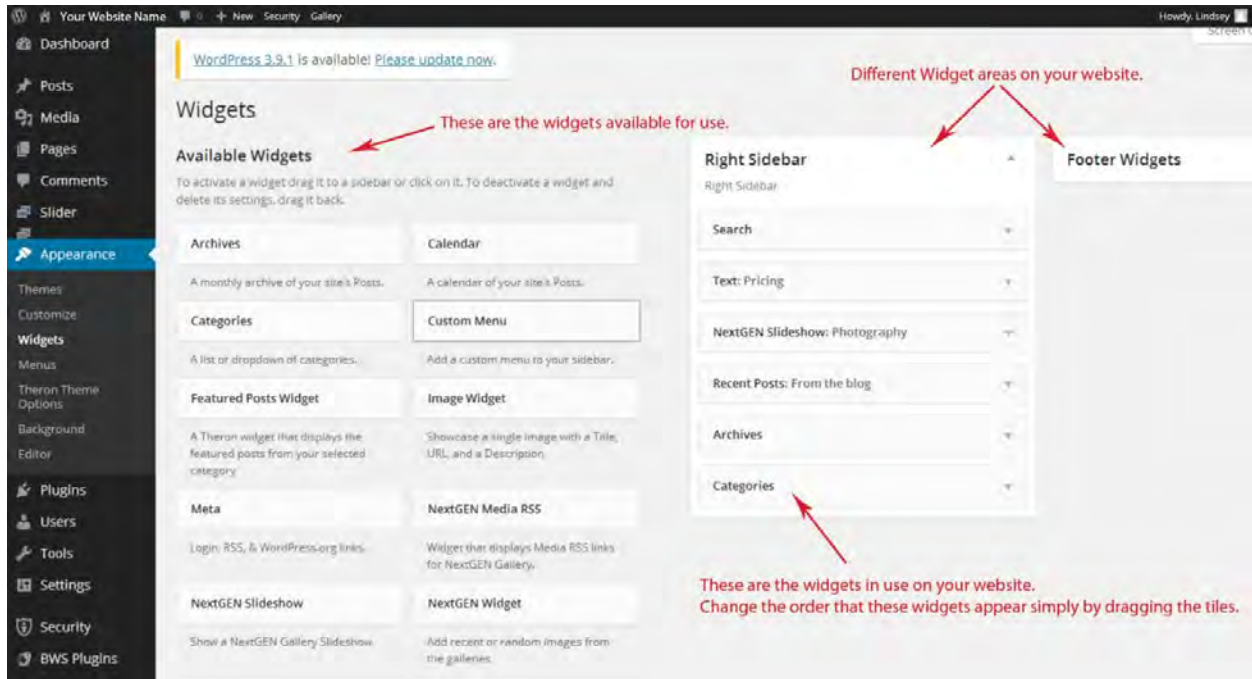 Your Website Name 0 + New Security Gallery
Howdy, Lindsey
Dashboard
Posts
Media
Pages
Comments
Slider
Appearance
Themes
Customize
Widgets
Menus
Theron Theme
Options
Background
Editor
Plugins
Users
Tools
Settings
Security
BWS Plugins
WordPress 3.9.1 is available! Please update now.
Widgets
These are the widgets available for use.
Different Widget areas on your website.
Available Widgets
To activate a widget drag it to a sidebar or click on it. To deactivate a widget and
delete its settings, drag it back.
Archives
A monthly archive of your site's Posts.
Calendar
A calendar of your site's Posts.
Categories
A list or dropdown of categories.
Custom Menu
Add a custom menu to your sidebar.
Featured Posts Widget
A Theron widget that displays the
featured posts from your selected
category
Image Widget
Showcase a single image with a Title,
URL, and a Description
Meta
Login, RSS, & WordPress.org links.
NextGEN Media RSS
Widget that displays Media RSS links
for NextGEN Gallery.
NextGEN Slideshow
Show a NextGEN Gallery Slideshow
NextGEN Widget
Add recent or random images from
the galleries
Right Sidebar
Right Sidebar
Search
Text: Pricing
NextGEN Slideshow: Photography
Recent Posts: From the blog
Archives
Categories
Footer Widgets
These are the widgets in use on your website.
Change the order that these widgets appear simply by dragging the tiles.